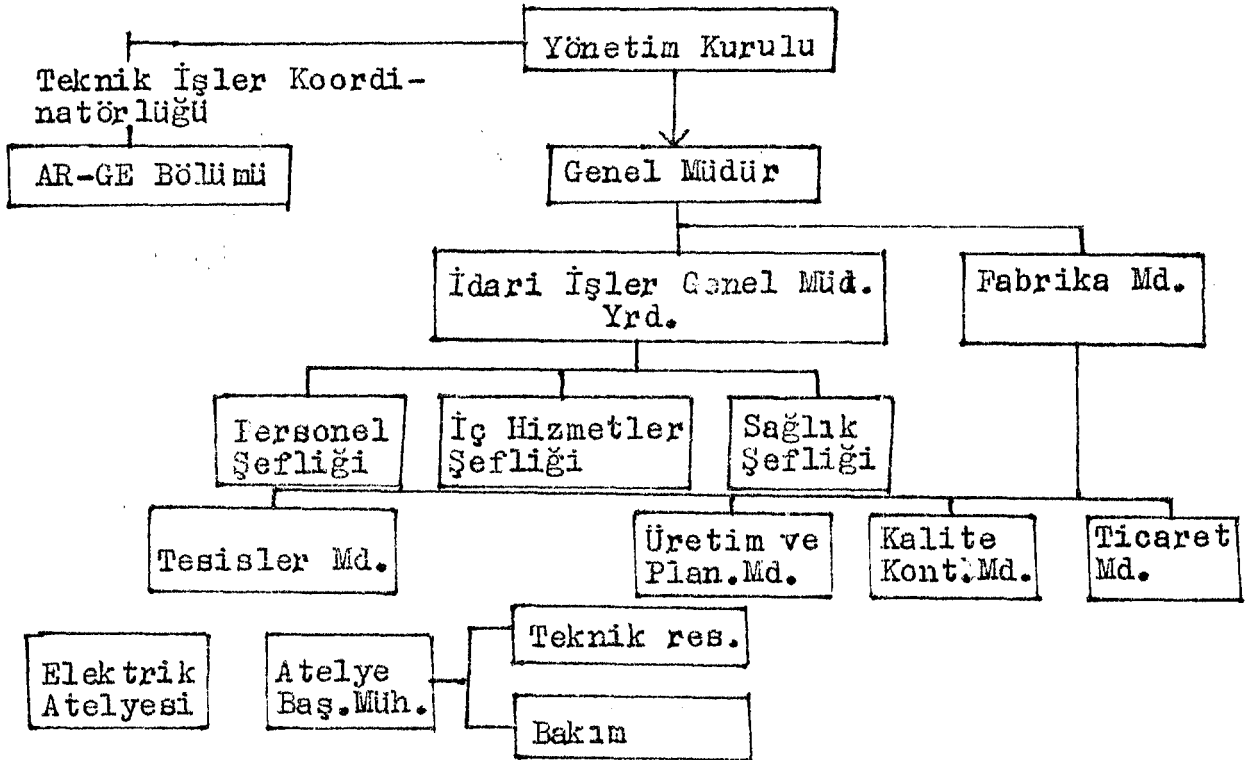 Yönetim Kurulu
Teknik İşler Koordi-
natörlüğü
AR-GE Bölümü
Genel Müdür
İdari İşler Genel Müd.
Yrd.
Fabrika Md.
Personel
Şefliği
İç Hizmetler
Şefliği
Sağlık
Şefliği
Tesisler Md.
Üretim ve
Plan.Md.
Kalite
Kont.Md.
Ticaret
Md.
Elektrik
Atelyesi
Atelye
Baş.Müh.
Teknik res.
Bakım